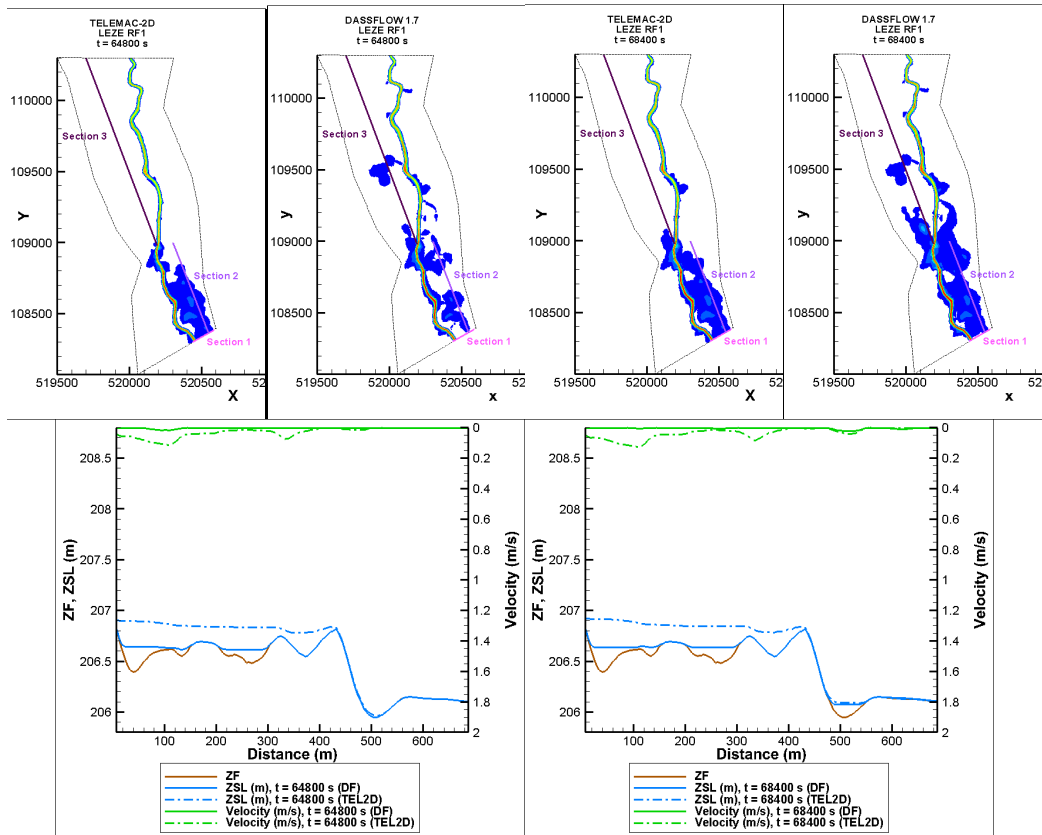 TELEMAC-2D
LEZE RF1
t = 64800 s
110000
109500
109000
108500
Y
Section 3
Section 2
Section 1
519500
520000
520500
52
X
DASSFLOW 1.7
LEZE RF1
t = 64800 s
110000
109500
109000
108500
y
Section 3
Section 2
Section 1
519500
520000
520500
52
x
TELEMAC-2D
LEZE RF1
t = 68400 s
110000
109500
109000
108500
Y
Section 3
Section 2
Section 1
519500
520000
520500
52
X
DASSFLOW 1.7
LEZE RF1
t = 68400 s
110000
109500
109000
108500
y
Section 3
Section 2
Section 1
519500
520000
520500
52
x
208.5
208
207.5
207
206.5
206
ZF, ZSL (m)
0
0.2
0.4
0.6
0.8
1
1.2
1.4
1.6
1.8
2
Velocity (m/s)
100 200 300 400 500 600
Distance (m)
ZF
ZSL (m), t = 64800 s (DF)
ZSL (m), t = 64800 s (TEL2D)
Velocity (m/s), t = 64800 s (DF)
Velocity (m/s), t = 64800 s (TEL2D)
208.5
208
207.5
207
206.5
206
ZF, ZSL (m)
0
0.2
0.4
0.6
0.8
1
1.2
1.4
1.6
1.8
2
Velocity (m/s)
100 200 300 400 500 600
Distance (m)
ZF
ZSL (m), t = 68400 s (DF)
ZSL (m), t = 68400 s (TEL2D)
Velocity (m/s), t = 68400 s (DF)
Velocity (m/s), t = 68400 s (TEL2D)